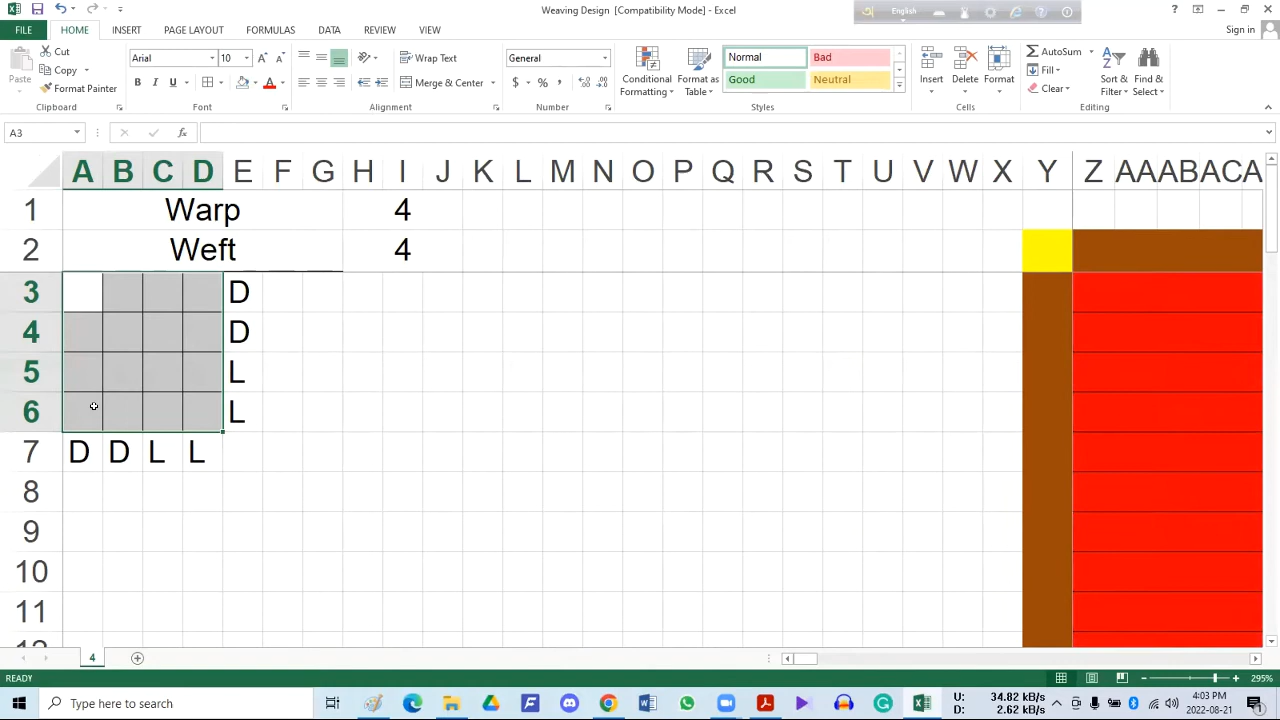 Weaving Design [Compatibility Mode] - Excel
English
FILE HOME INSERT PAGE LAYOUT FORMULAS DATA REVIEW VIEW Sign in
Paste Cut Copy Format Painter
Arial 10 A A
B I U
Wrap Text
Merge & Center
General
$ % ,
Conditional Formatting Format as Table
Normal Bad
Good Neutral
Insert Delete Format
AutoSum
Fill
Clear
Sort & Filter Find & Select
Clipboard Font Alignment Number Styles Cells Editing
A3 fx
A B C D E F G H I J K L M N O P Q R S T U V W X Y Z AA AB AC A
1 Warp 4
2 Weft 4
3 D
4 D
5 L
6 L
7 D D L L
8
9
10
11
12
4
READY 295%
Type here to search
U: 34.82 kB/s
D: 2.62 kB/s
4:03 PM
2022-08-21